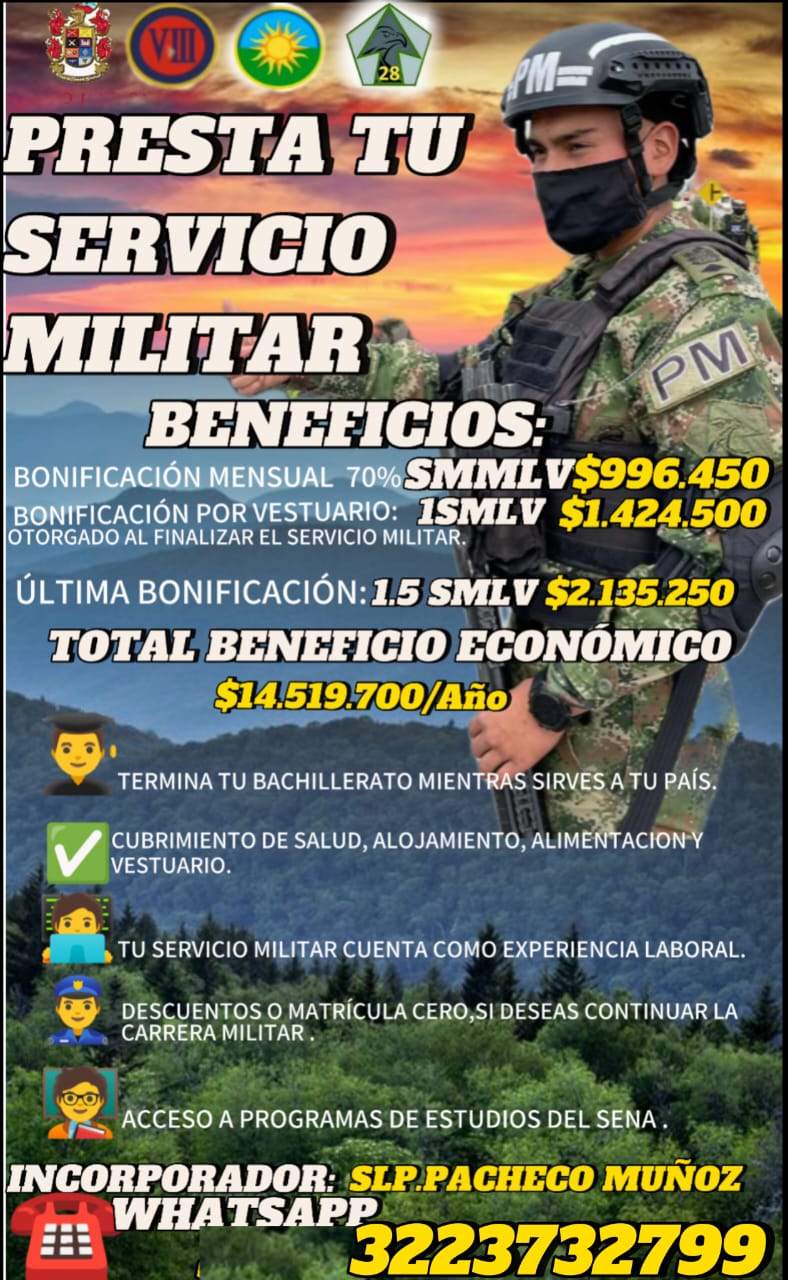 VIII
28
PRESTA TU
SERVICIO
MILITAR
PM
PM
BENEFICIOS:
BONIFICACIÓN MENSUAL 70% SMMLV $996.450
BONIFICACIÓN POR VESTUARIO: 1SMLV $1.424.500
OTORGADO AL FINALIZAR EL SERVICIO MILITAR.
ÚLTIMA BONIFICACIÓN: 1.5 SMLV $2.135.250
TOTAL BENEFICIO ECONÓMICO
$14.519.700/Año
TERMINA TU BACHILLERATO MIENTRAS SIRVES A TU PAÍS.
CUBRIMIENTO DE SALUD, ALOJAMIENTO, ALIMENTACION Y
VESTUARIO.
TU SERVICIO MILITAR CUENTA COMO EXPERIENCIA LABORAL.
DESCUENTOS O MATRÍCULA CERO,SI DESEAS CONTINUAR LA
CARRERA MILITAR .
ACCESO A PROGRAMAS DE ESTUDIOS DEL SENA .
INCORPORADOR: SLP.PACHECO MUÑOZ
WHATSAPP
3223732799